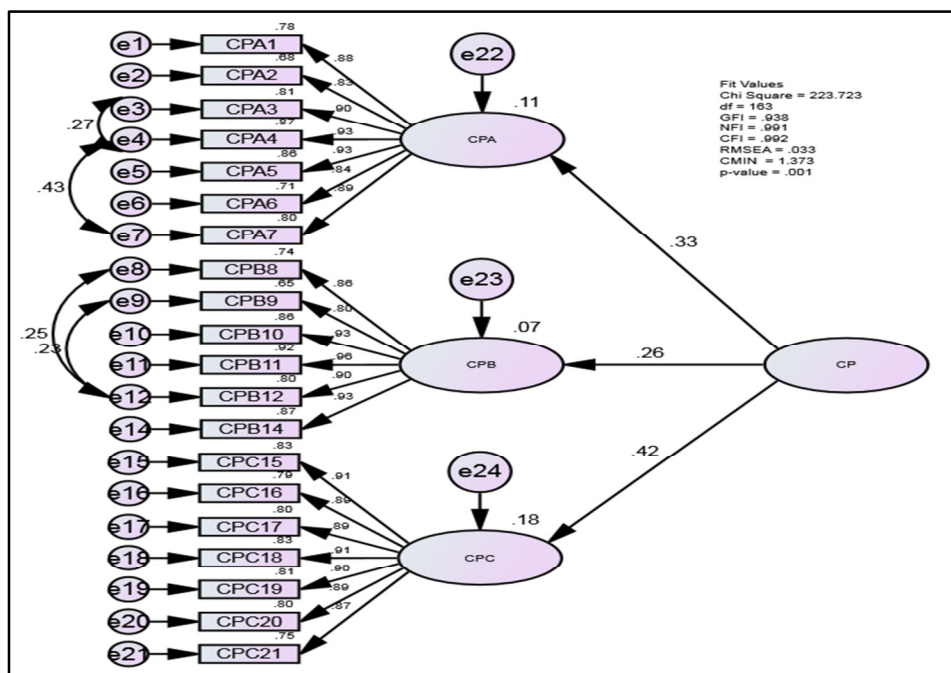 .78
e1 CPA1
.88
.68
e2 CPA2
.83
.81
e3 CPA3
.90
.87
e4 CPA4
.93
.86
e5 CPA5
.93
.71
e6 CPA6
.84
.80
e7 CPA7
.89
.27
.43
e22
.11
CPA
Fit Values
Chi Square = 223.723
df = 163
GFI = .938
NFI = .991
CFI = .992
RMSEA = .033
CMIN = 1.373
p-value = .001
.33
.74
e8 CPB8
.86
.65
e9 CPB9
.80
.86
e10 CPB10
.93
.92
e11 CPB11
.96
.80
e12 CPB12
.90
.87
e14 CPB14
.93
.25
.23
e23
.07
CPB
.26
CP
.42
.83
e15 CPC15
.91
.79
e16 CPC16
.89
.80
e17 CPC17
.89
.83
e18 CPC18
.91
.81
e19 CPC19
.90
.80
e20 CPC20
.89
.75
e21 CPC21
.87
e24
.18
CPC